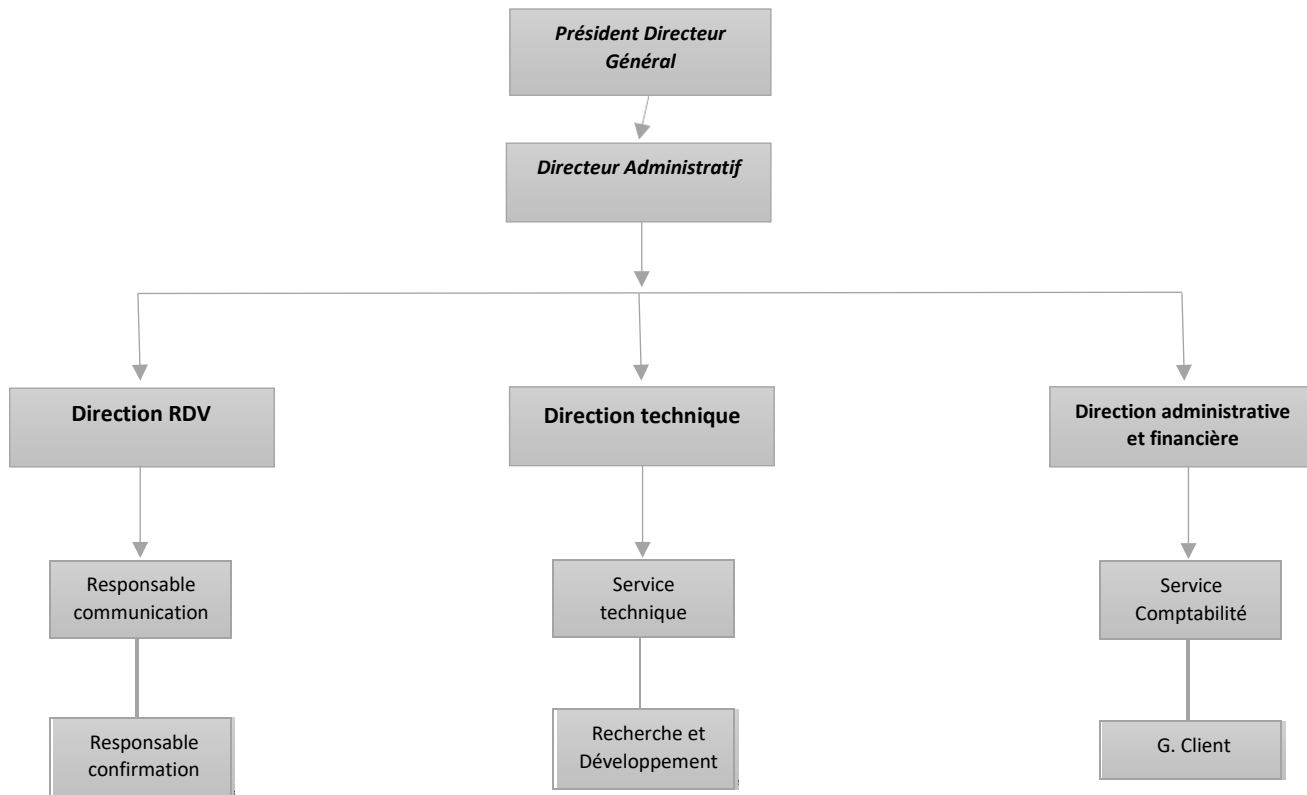 Président Directeur
Général
Directeur Administratif
Direction RDV
Direction technique
Direction administrative
et financière
Responsable
communication
Service
technique
Service
Comptabilité
Responsable
confirmation
Recherche et
Développement
G. Client